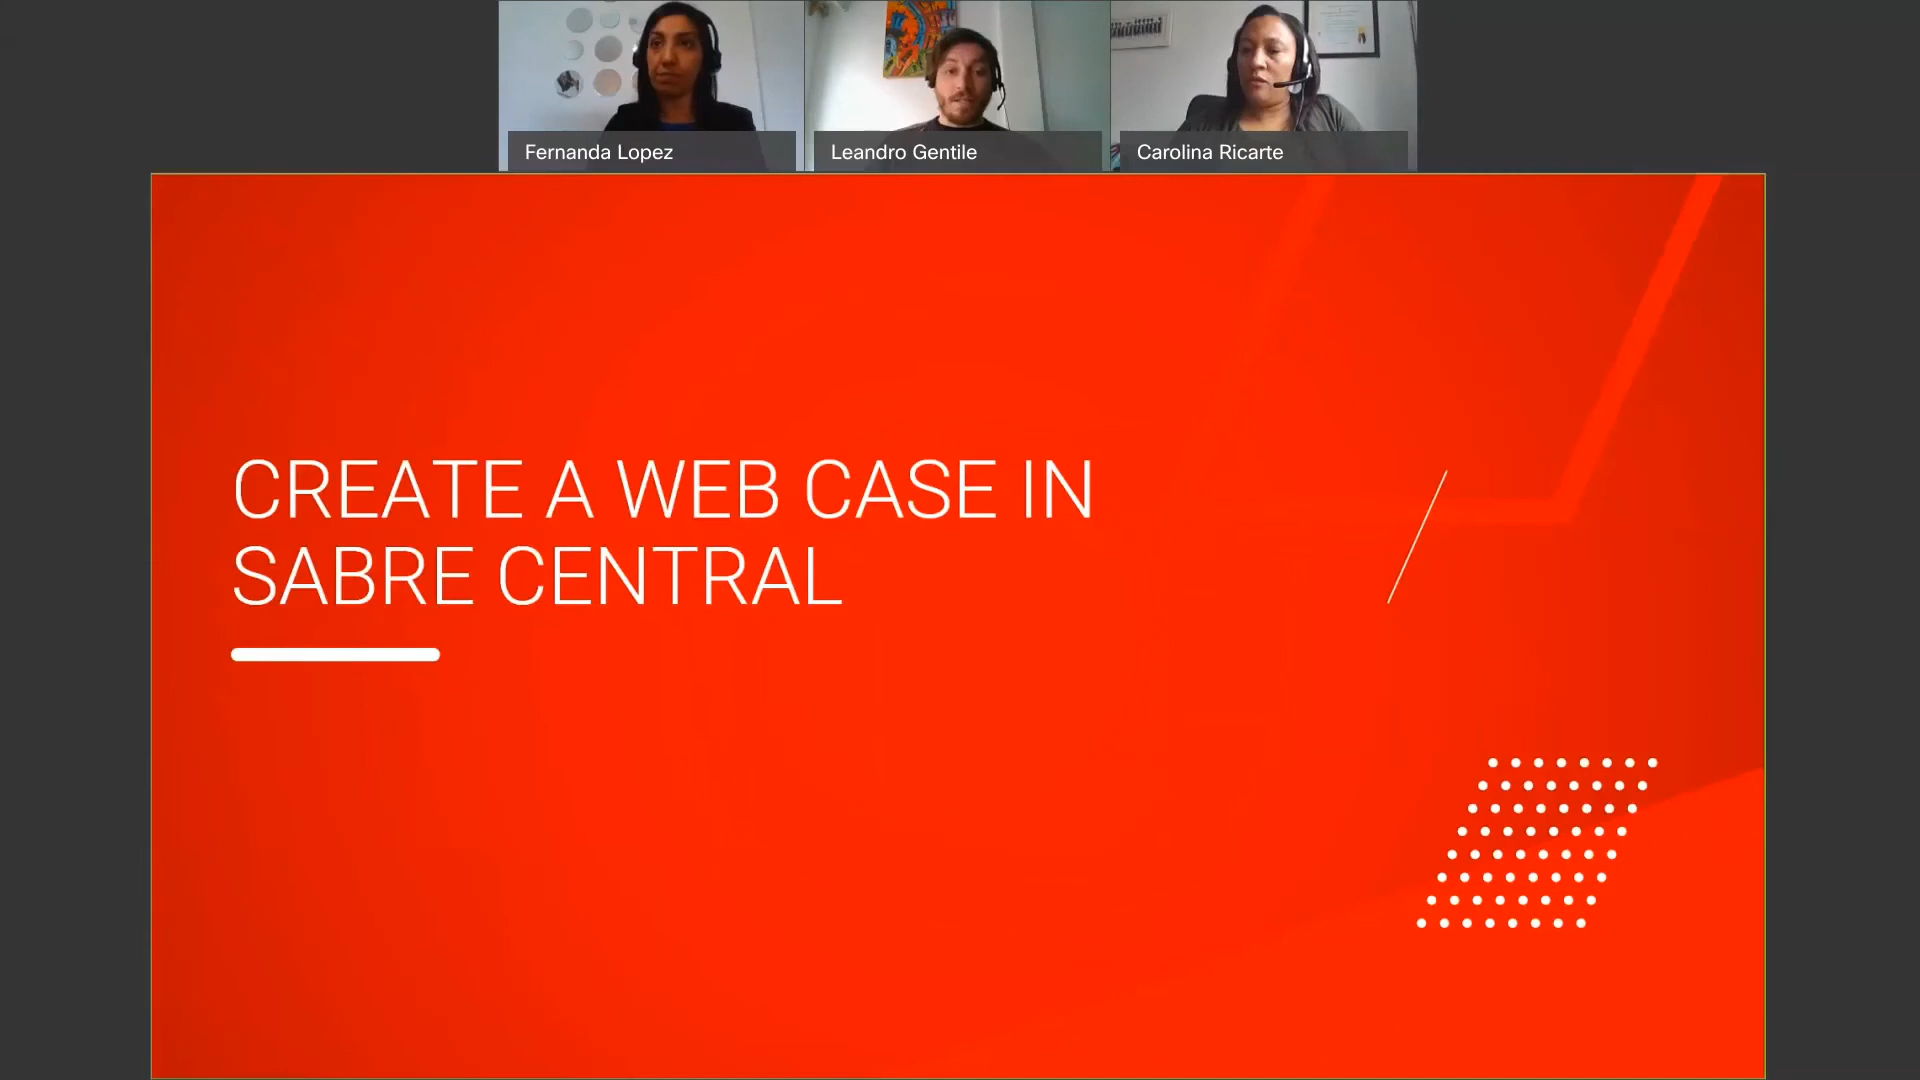 Fernanda Lopez
Leandro Gentile
Carolina Ricarte
CREATE A WEB CASE IN
SABRE CENTRAL